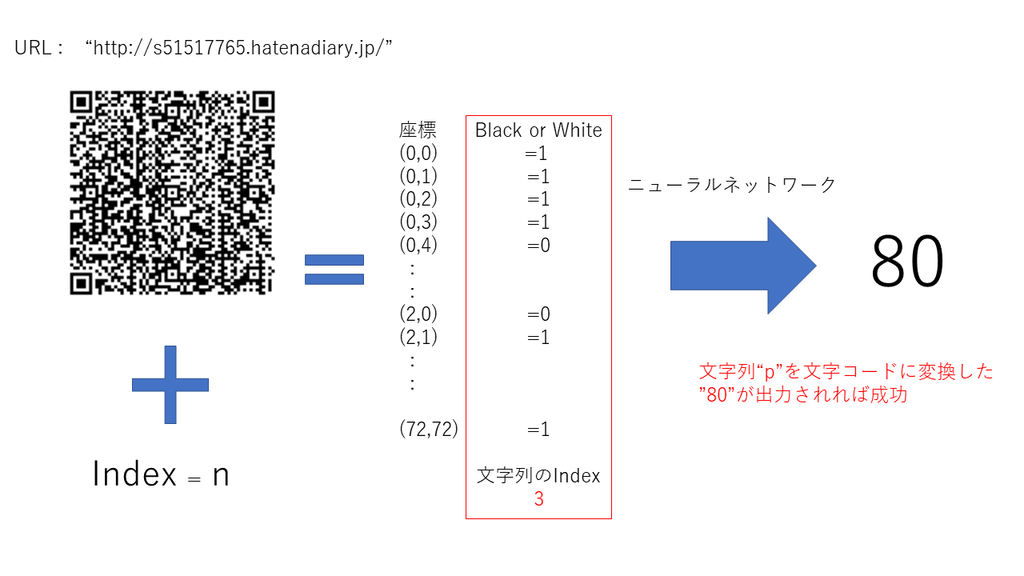 URL： “http://s51517765.hatenadiary.jp/”
座標 Black or White
(0,0) =1
(0,1) =1
(0,2) =1
(0,3) =1
(0,4) =0
：
：
(2,0) =0
(2,1) =1
：
：
(72,72) =1
文字列のIndex
3
Index = n
ニューラルネットワーク
80
文字列“p”を文字コードに変換した
”80”が出力されれば成功